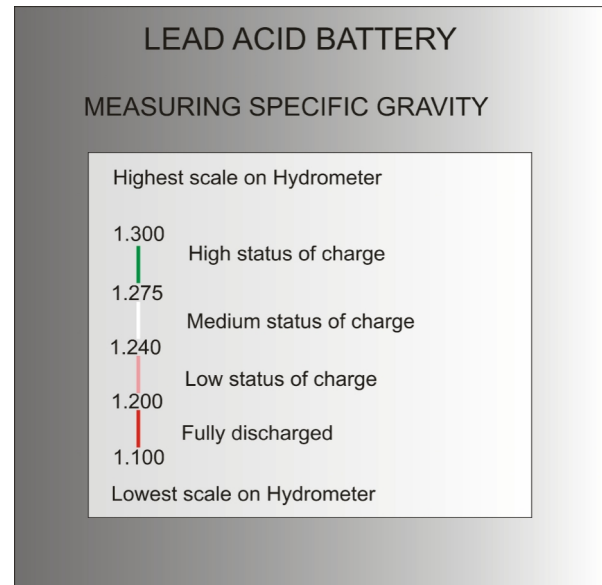 LEAD ACID BATTERY
MEASURING SPECIFIC GRAVITY
Highest scale on Hydrometer
1.300
High status of charge
1.275
Medium status of charge
1.240
Low status of charge
1.200
Fully discharged
1.100
Lowest scale on Hydrometer